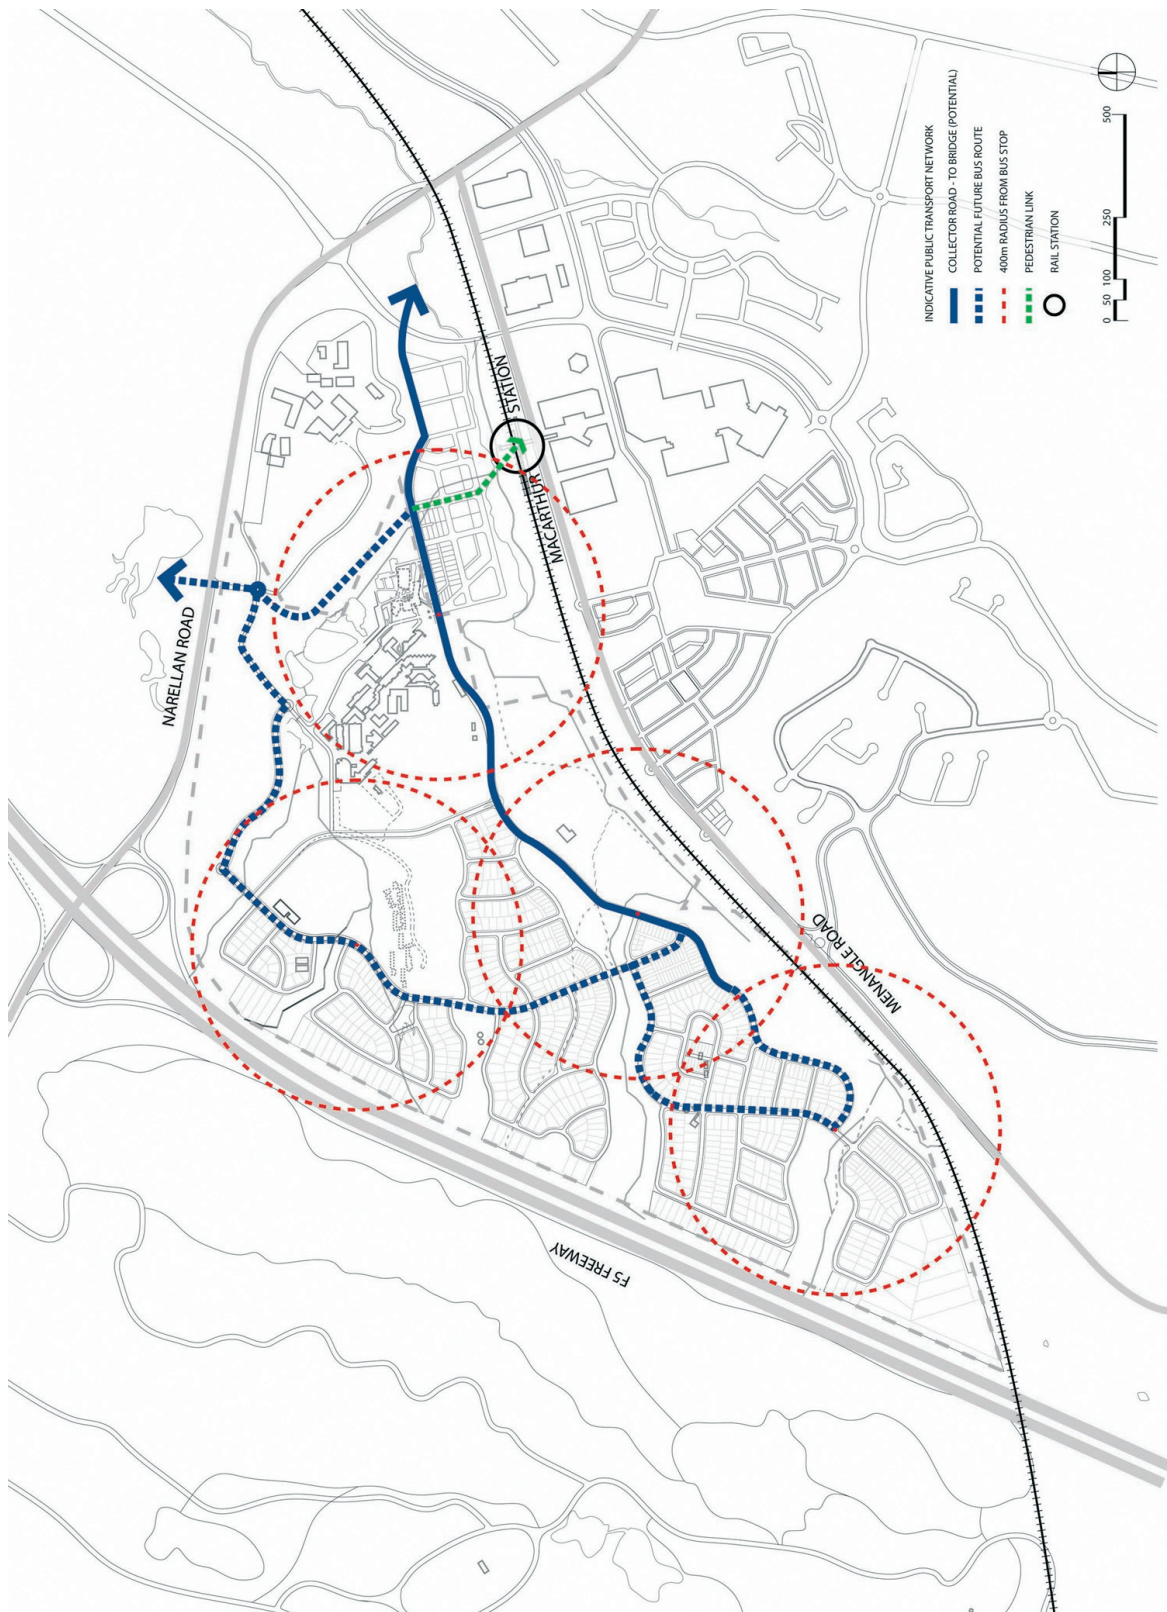 INDICATIVE PUBLIC TRANSPORT NETWORK
COLLECTOR ROAD - TO BRIDGE (POTENTIAL)
POTENTIAL FUTURE BUS ROUTE
400m RADIUS FROM BUS STOP
PEDESTRIAN LINK
RAIL STATION
0 50 100 250 500
NARELLAN ROAD
MACARTHUR STATION
MENANGLE ROAD
F5 FREEWAY